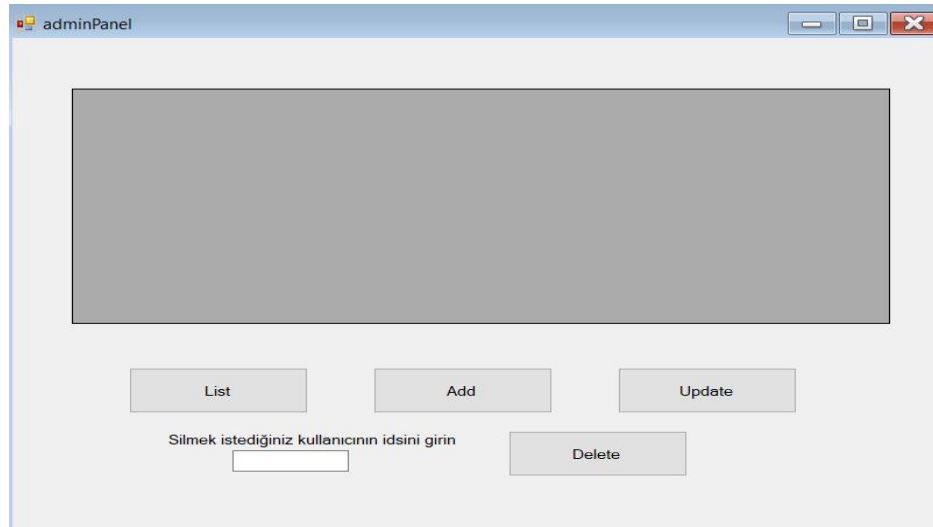 adminPanel
List
Add
Update
Silmek istediğiniz kullanıcının idsini girin
Delete